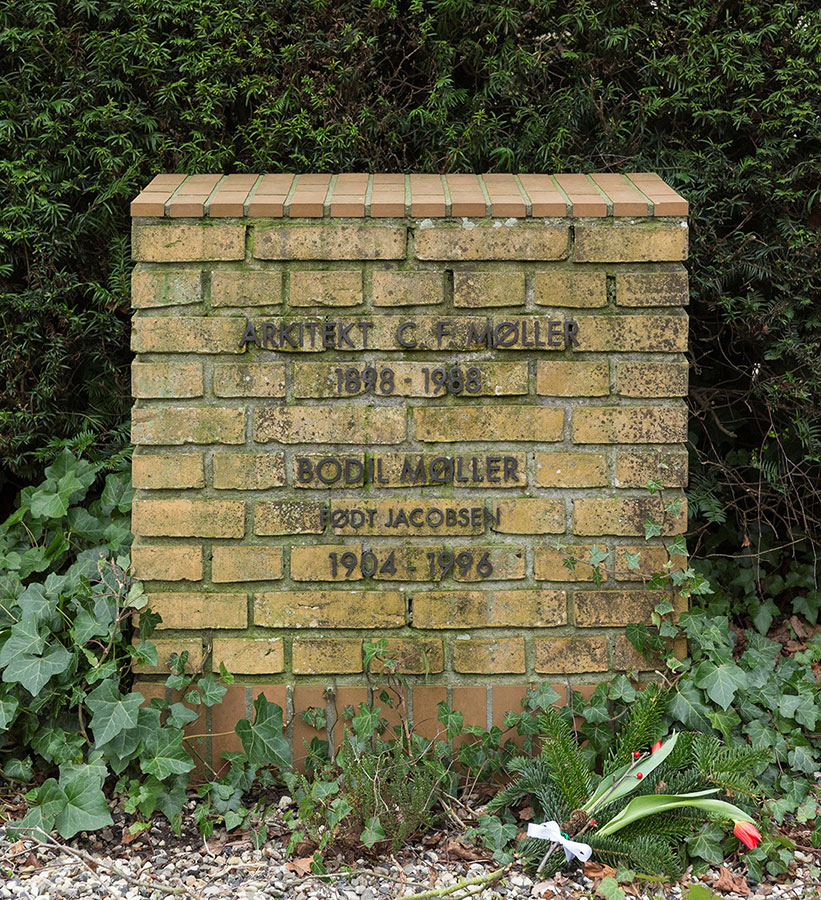 ARKITEKT C. F. MØLLER
1898 - 1988
BODIL MØLLER
FØDT JACOBSEN
1904 - 1996